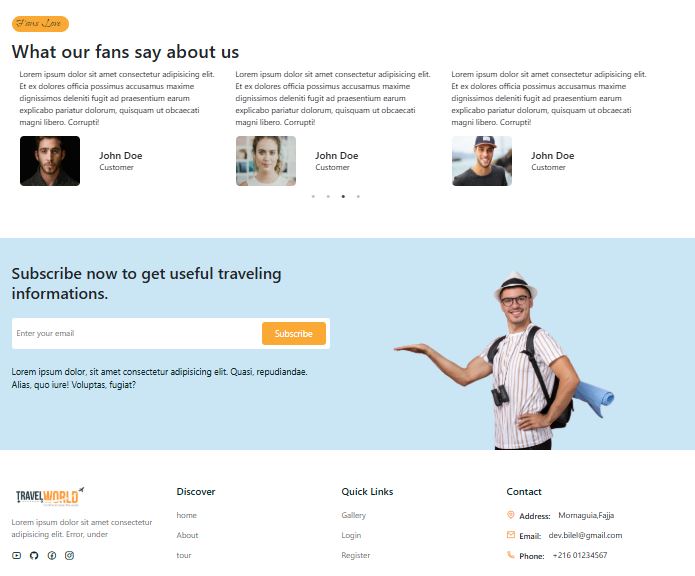 Fans Love
What our fans say about us
Lorem ipsum dolor sit amet consectetur adipisicing elit.
Et ex dolores officia possimus accusamus maxime
dignissimos deleniti fugit ad praesentium earum
explicabo pariatur dolorum, quisquam ut obcaecati
magni libero. Corrupti!
John Doe
Customer
Lorem ipsum dolor sit amet consectetur adipisicing elit.
Et ex dolores officia possimus accusamus maxime
dignissimos deleniti fugit ad praesentium earum
explicabo pariatur dolorum, quisquam ut obcaecati
magni libero. Corrupti!
John Doe
Customer
Lorem ipsum dolor sit amet consectetur adipisicing elit.
Et ex dolores officia possimus accusamus maxime
dignissimos deleniti fugit ad praesentium earum
explicabo pariatur dolorum, quisquam ut obcaecati
magni libero. Corrupti!
John Doe
Customer
Subscribe now to get useful traveling
informations.
Enter your email
Subscribe
Lorem ipsum dolor, sit amet consectetur adipisicing elit. Quasi, repudiandae.
Alias, quo iure! Voluptas, fugiat?
TRAVEL WORLD
Lorem ipsum dolor sit amet consectetur
adipisicing elit. Error, under
Discover
home
About
tour
Quick Links
Gallery
Login
Register
Contact
Address: Mornaguia,Fajja
Email: dev.bilel@gmail.com
Phone: +216 01234567